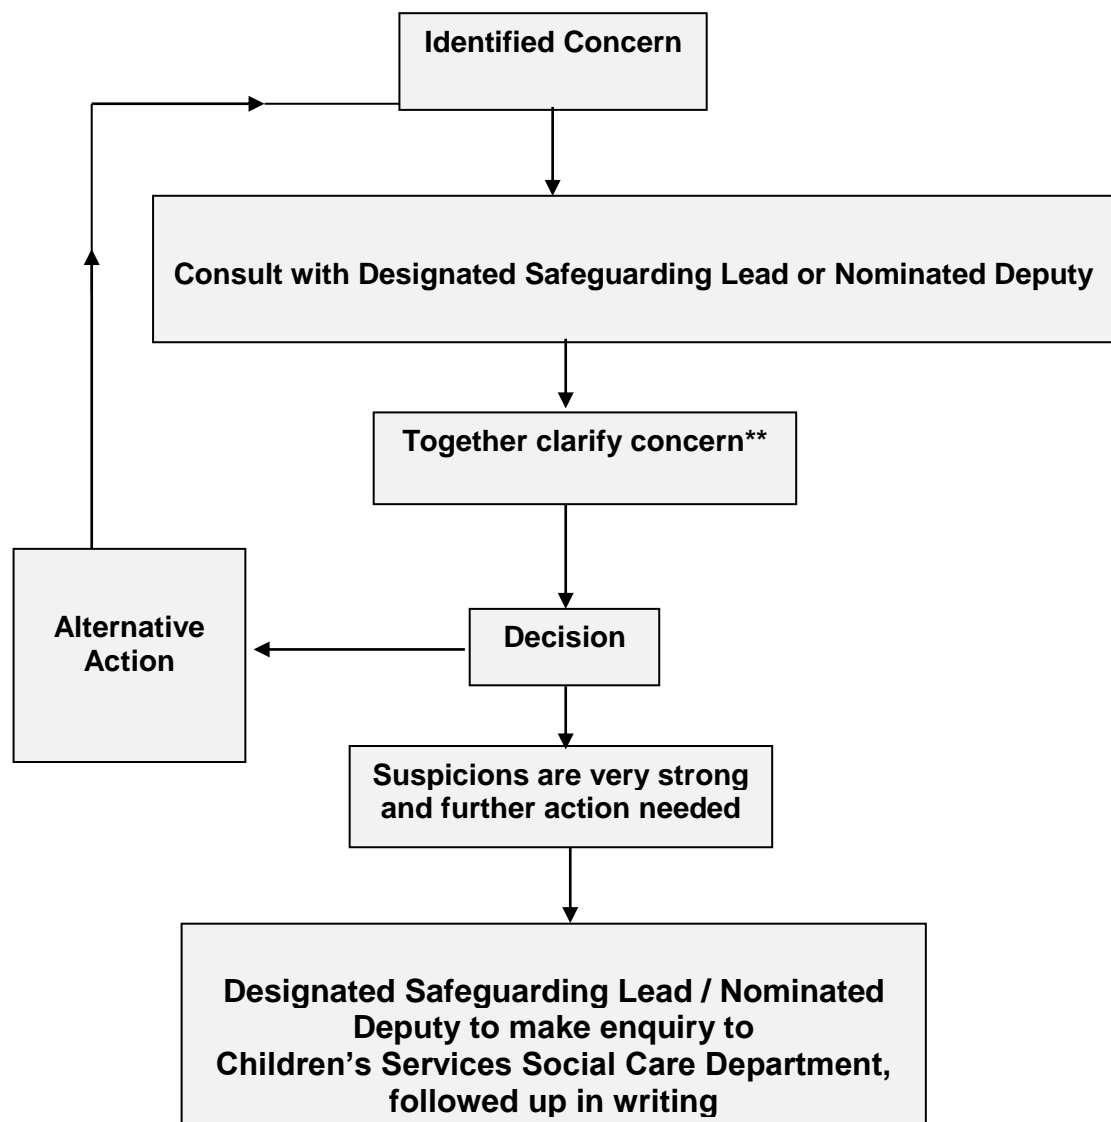 Identified Concern
Consult with Designated Safeguarding Lead or Nominated Deputy
Together clarify concern**
Alternative
Action
Decision
Suspicions are very strong
and further action needed
Designated Safeguarding Lead / Nominated
Deputy to make enquiry to
Children’s Services Social Care Department,
followed up in writing